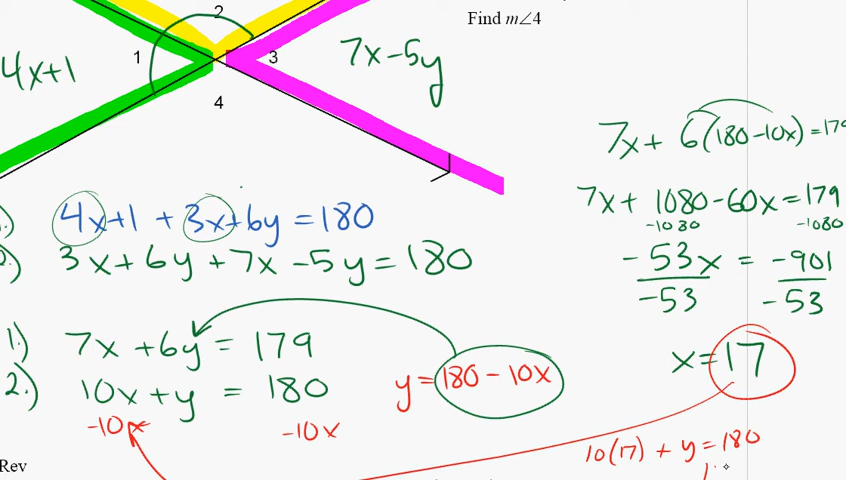 Find m∠4
2
1
3
4
4x+1
7x-5y
7x + 6(180-10x)=179
7x + 1080-60x=179
-1080 -1080
-53x = -901
-53 -53
x=17
4x+1 + 3x+6y=180
3x+6y+7x-5y=180
1.) 7x+6y=179
2.) 10x+y=180
-10x -10x
y=180-10x
10(17)+y=180
Rev